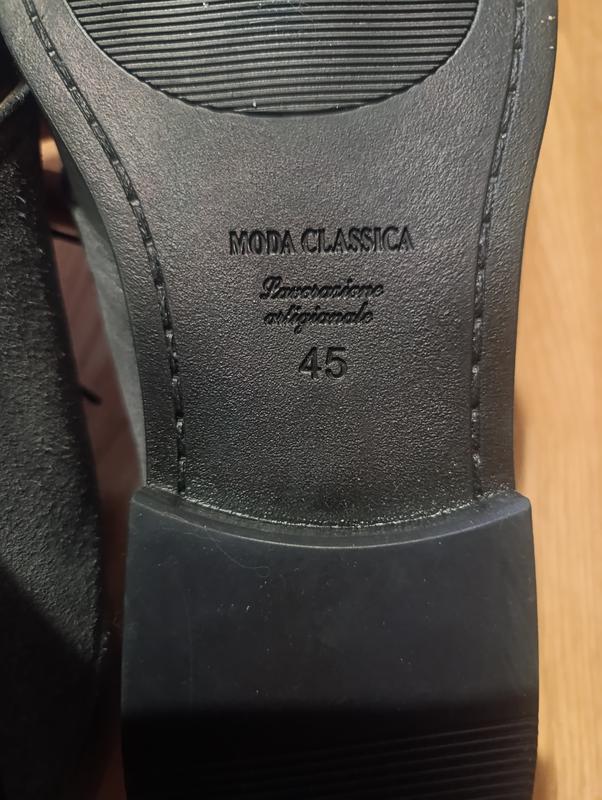 MODA CLASSICA
Lavorazione
artigianale
45